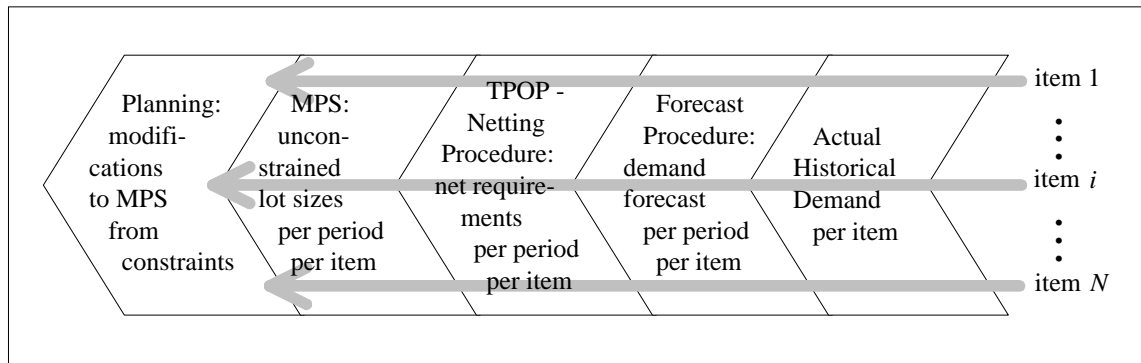 Planning:
modifi-
cations
to MPS
from
constraints
MPS:
uncon-
strained
lot sizes
per period
per item
TPOP -
Netting
Procedure:
net require-
ments
per period
per item
Forecast
Procedure:
demand
forecast
per period
per item
Actual
Historical
Demand
per item
item 1
item i
item N